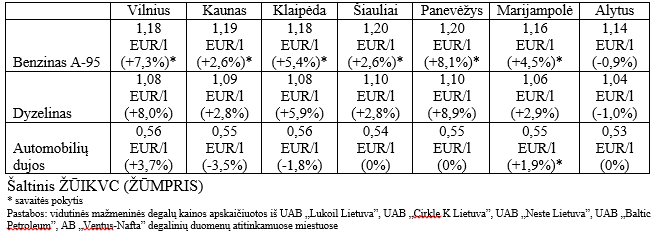 Vilnius Kaunas Klaipėda Šiauliai Panevėžys Marijampolė Alytus
1,18 1,19 1,18 1,20 1,20 1,16 1,14
EUR/l EUR/l EUR/l EUR/l EUR/l EUR/l EUR/l
Benzinas A-95 (+7,3%)* (+2,6%)* (+5,4%)* (+2,6%)* (+8,1%)* (+4,5%)* (-0,9%)
1,08 1,09 1,08 1,10 1,10 1,06 1,04
EUR/l EUR/l EUR/l EUR/l EUR/l EUR/l EUR/l
Dyzelinas (+8,0%) (+2,8%) (+5,9%) (+2,8%) (+8,9%) (+2,9%) (-1,0%)
0,56 0,55 0,56 0,54 0,55 0,55 0,53
Automobilių EUR/l EUR/l EUR/l EUR/l EUR/l EUR/l EUR/l
dujos (+3,7%) (-3,5%) (-1,8%) (0%) (0%) (+1,9%)* (0%)
Šaltinis ŽŪIKVC (ŽŪMPRIS)
* savaitės pokytis
Pastabos: vidutinės mažmeninės degalų kainos apskaičiuotos iš UAB „Lukoil Lietuva", UAB „Cirkle K Lietuva", UAB „Neste Lietuva", UAB „Baltic
Petroleum", AB „Ventus-Nafta" degalinių duomenų atitinkamuose miestuose